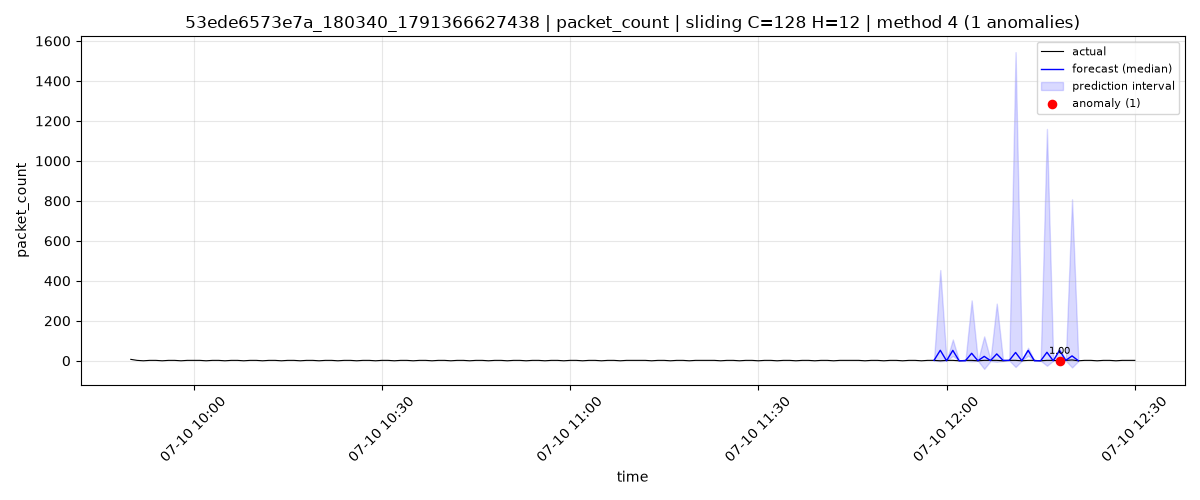 53ede6573e7a_180340_1791366627438 | packet_count | sliding C=128 H=12 | method 4 (1 anomalies)
1600
1400
1200
1000
800
600
400
200
0
packet_count
actual
forecast (median)
prediction interval
anomaly (1)
1.00
07-10 10:00
07-10 10:30
07-10 11:00
07-10 11:30
07-10 12:00
07-10 12:30
time